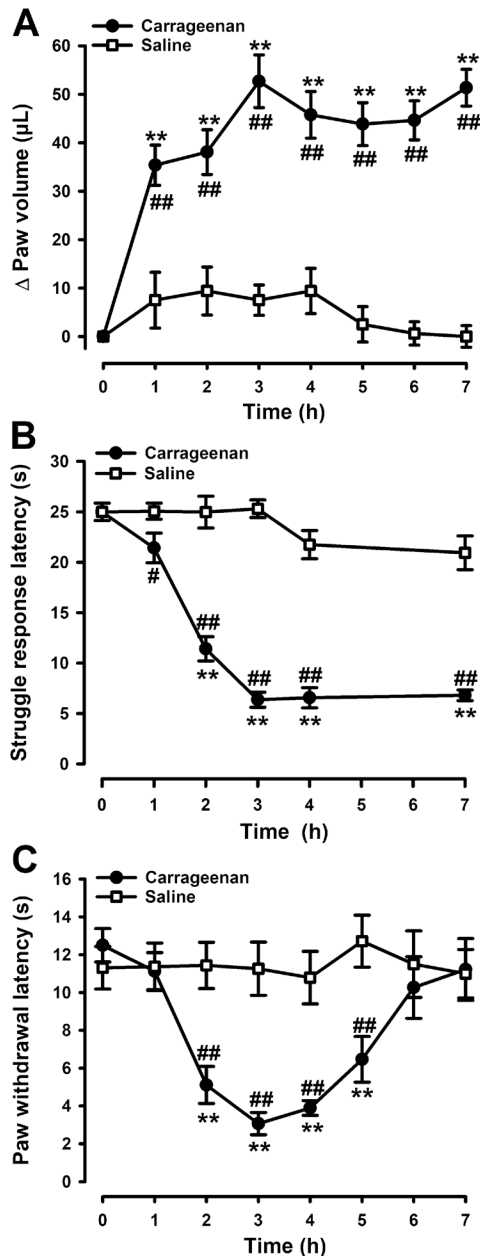 A
Carrageenan
Saline
Δ Paw volume (µL)
60
50
40
30
20
10
0
** ** ** ** ** ** **
## ## ## ## ## ## ##
0 1 2 3 4 5 6 7
Time (h)
B
Carrageenan
Saline
Struggle response latency (s)
30
25
20
15
10
5
0
# ## ## ## ##
** ** ** **
0 1 2 3 4 5 6 7
Time (h)
C
Carrageenan
Saline
Paw withdrawal latency (s)
16
14
12
10
8
6
4
2
0
## ## ## ##
** ** ** **
0 1 2 3 4 5 6 7
Time (h)